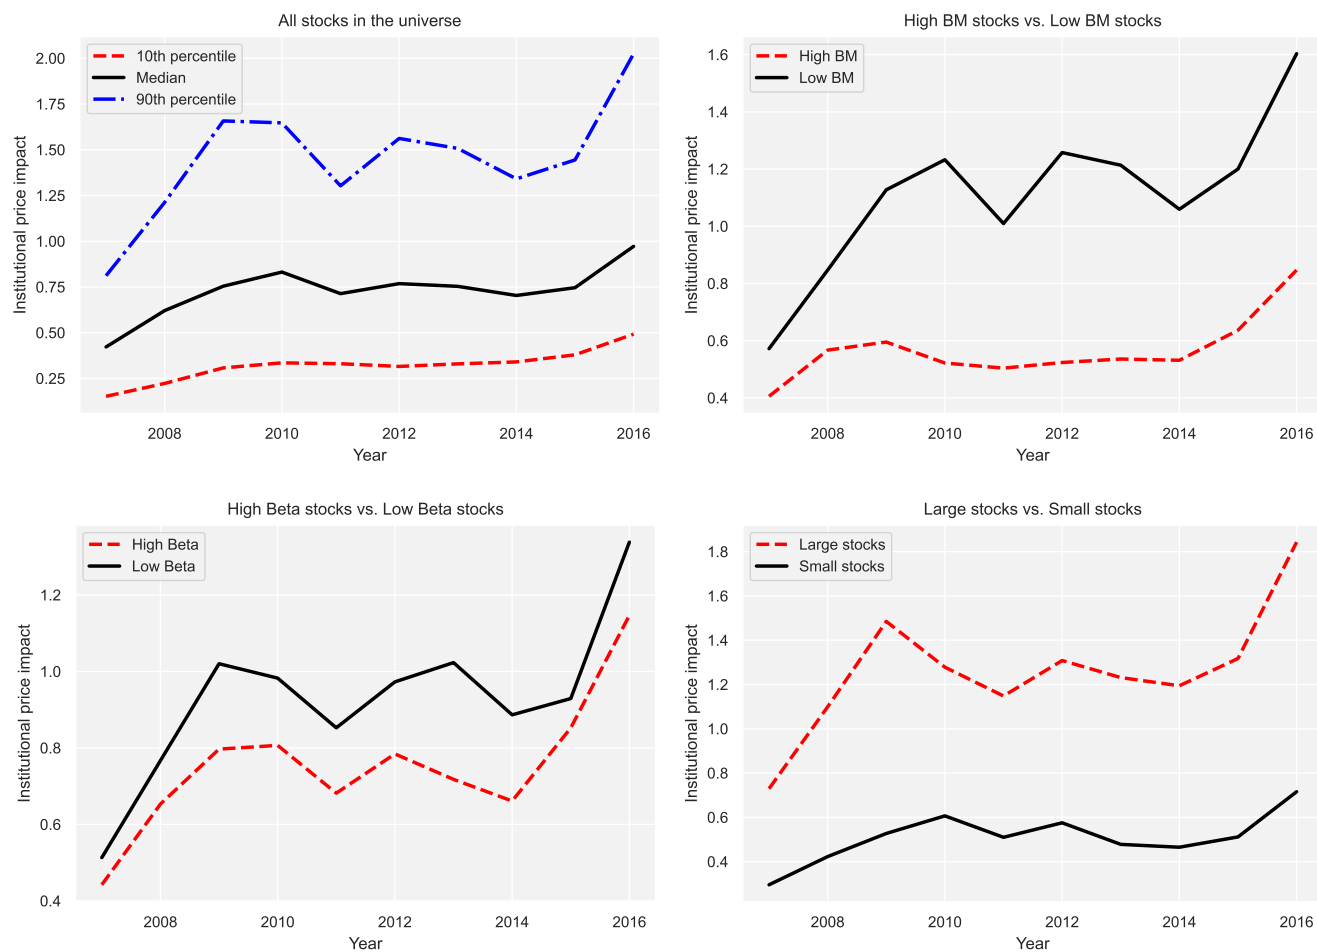 All stocks in the universe
10th percentile
Median
90th percentile
2.00
1.75
1.50
1.25
1.00
0.75
0.50
0.25
Institutional price impact
2008 2010 2012 2014 2016
Year
High BM stocks vs. Low BM stocks
High BM
Low BM
1.6
1.4
1.2
1.0
0.8
0.6
0.4
Institutional price impact
2008 2010 2012 2014 2016
Year
High Beta stocks vs. Low Beta stocks
High Beta
Low Beta
1.2
1.0
0.8
0.6
0.4
Institutional price impact
2008 2010 2012 2014 2016
Year
Large stocks vs. Small stocks
Large stocks
Small stocks
1.8
1.6
1.4
1.2
1.0
0.8
0.6
0.4
Institutional price impact
2008 2010 2012 2014 2016
Year